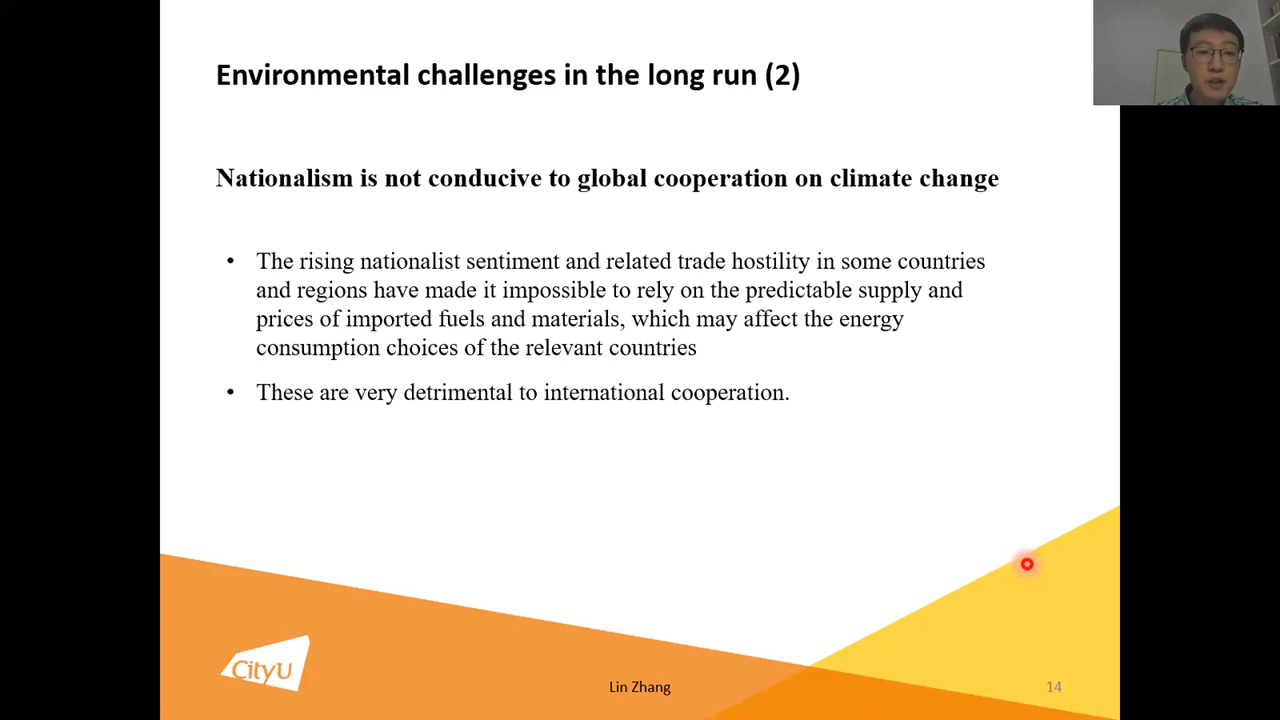 Environmental challenges in the long run (2)
Nationalism is not conducive to global cooperation on climate change
• The rising nationalist sentiment and related trade hostility in some countries
and regions have made it impossible to rely on the predictable supply and
prices of imported fuels and materials, which may affect the energy
consumption choices of the relevant countries
• These are very detrimental to international cooperation.
CityU
Lin Zhang
14